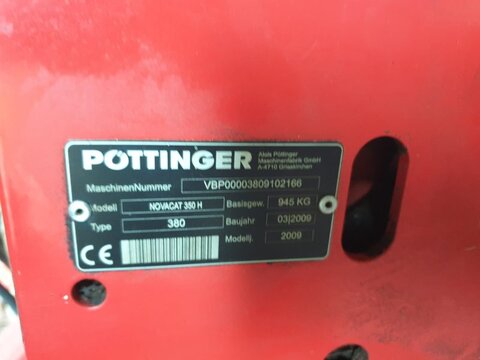 PÖTTINGER
Alois Pöttinger
Maschinenfabrik GmbH
A-4710 Grieskirchen
MaschinenNummer VBP00003809102166
Modell NOVACAT 350 H Basisgew. 945 KG
Type 380 Baujahr 03|2009
Modellj. 2009
CE